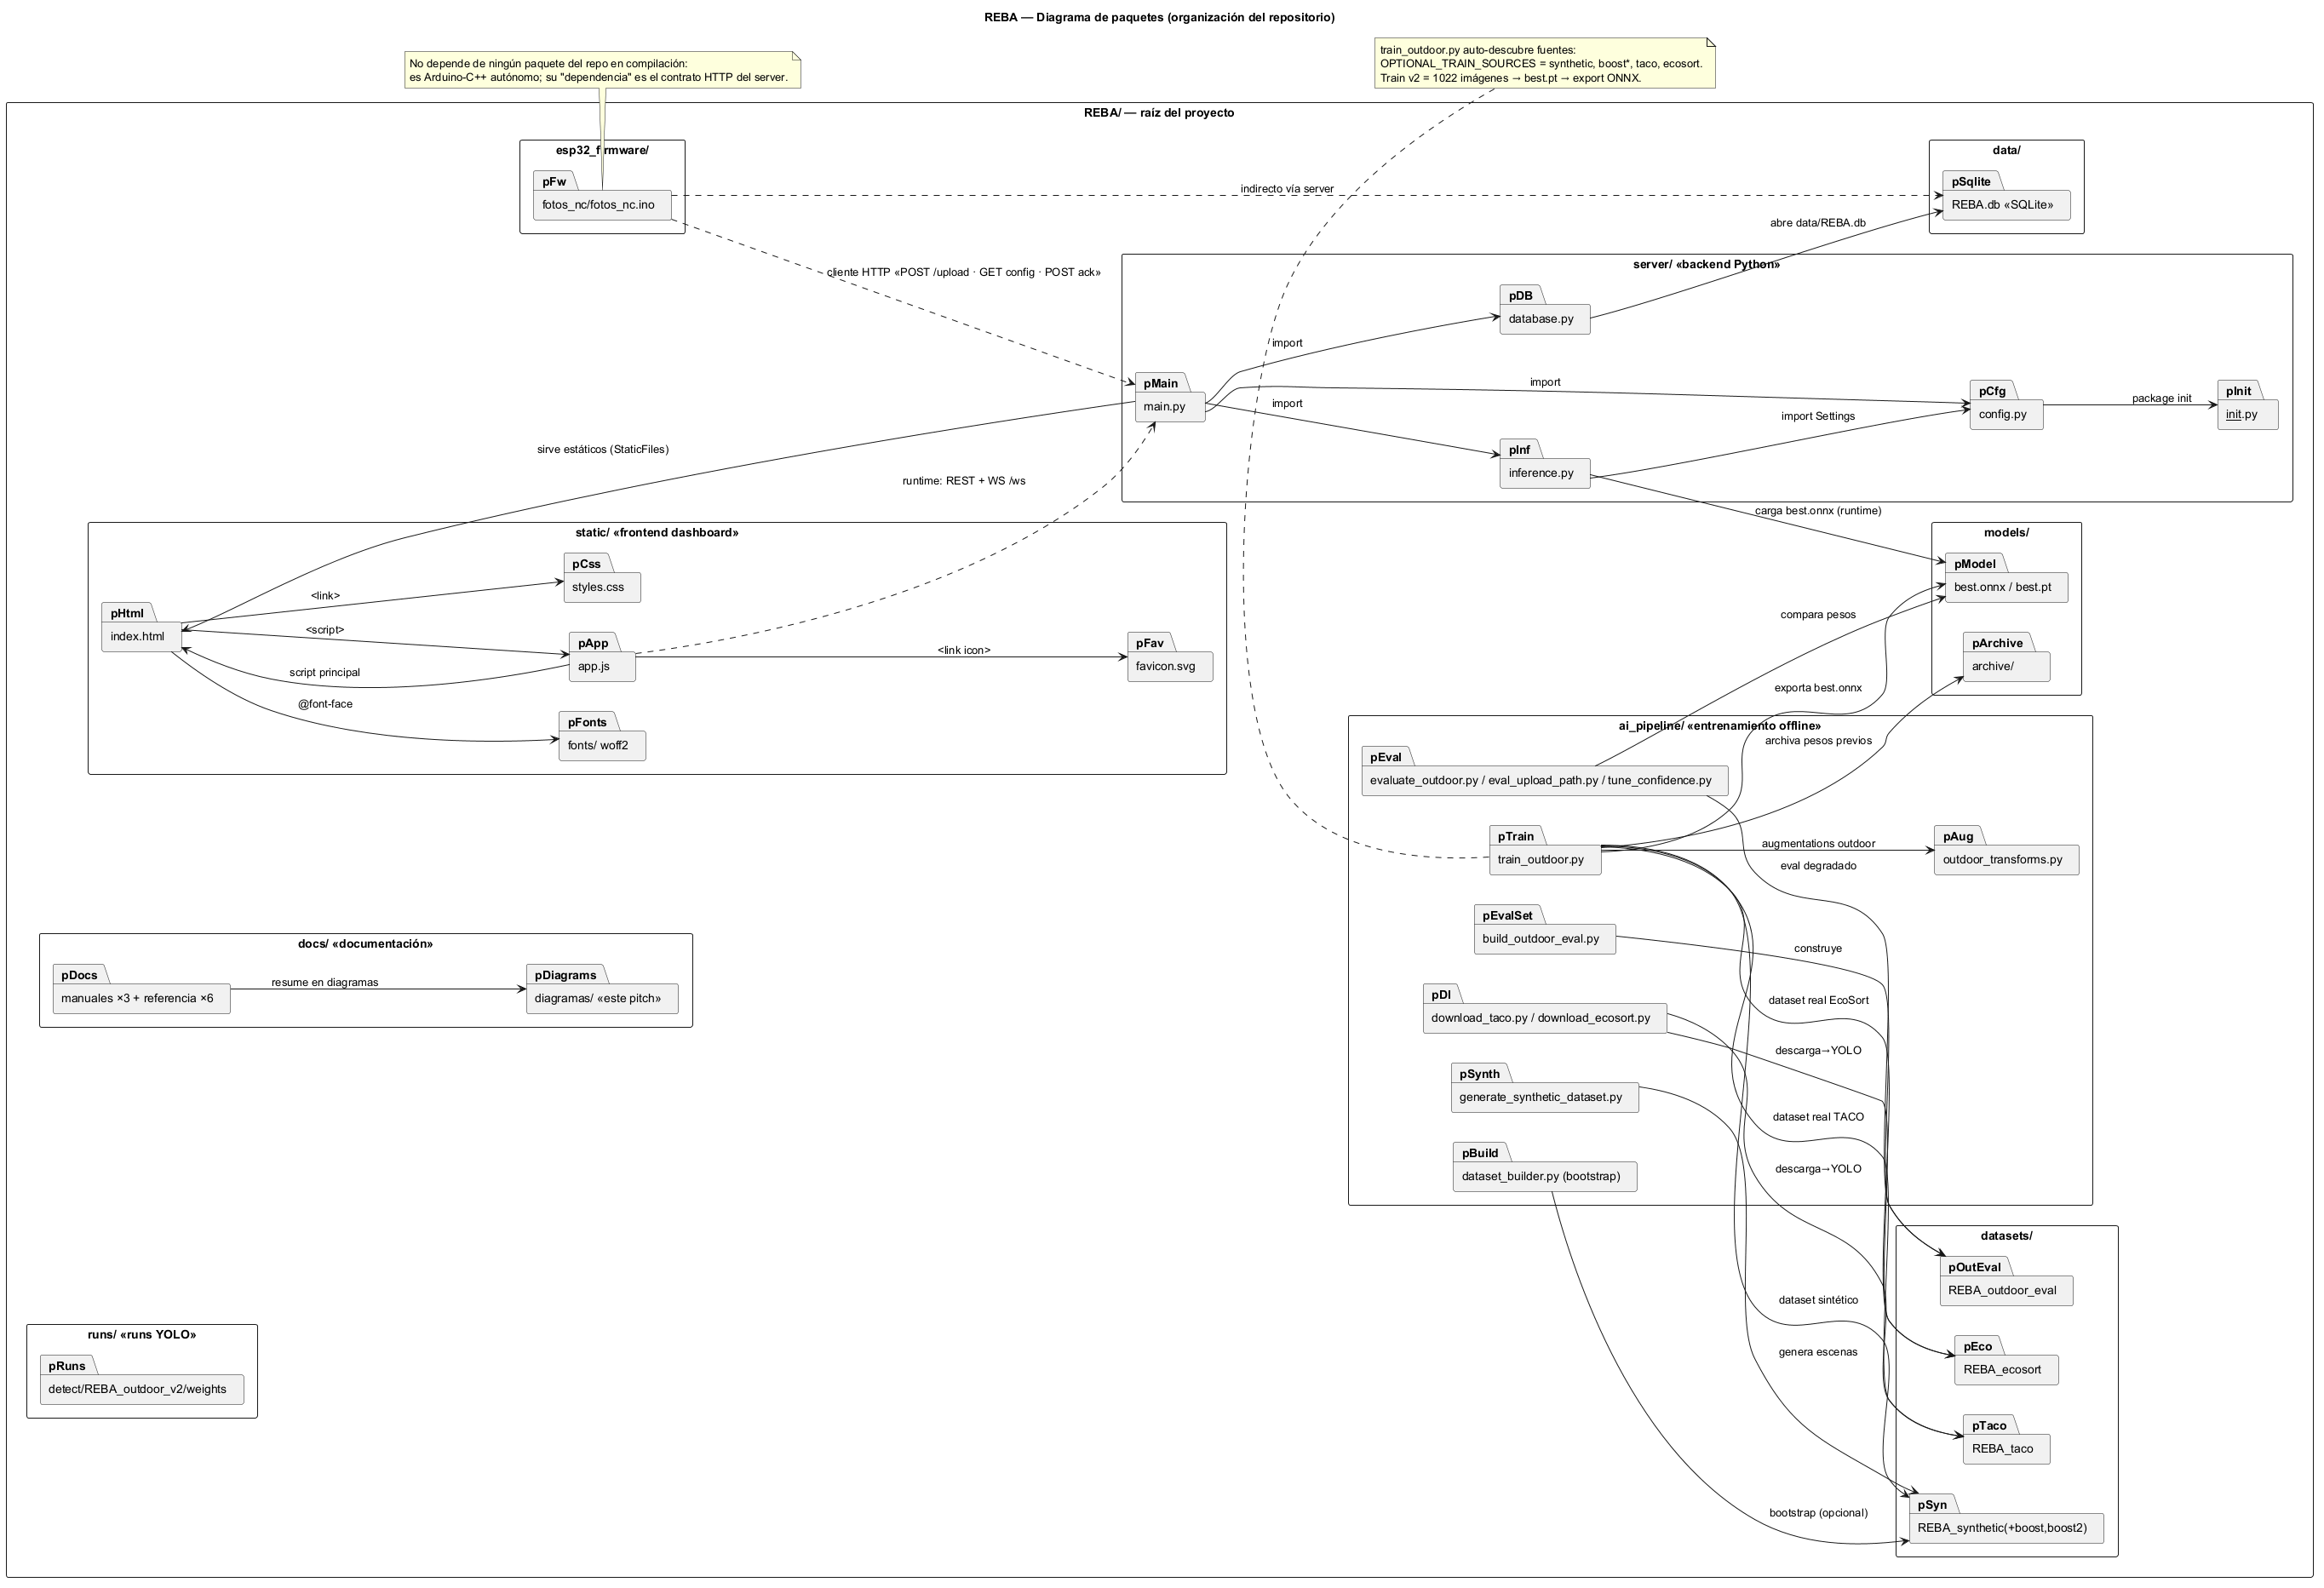 REBA — Diagrama de paquetes (organización del repositorio)
No depende de ningún paquete del repo en compilación:
es Arduino-C++ autónomo; su "dependencia" es el contrato HTTP del server.
train_outdoor.py auto-descubre fuentes:
OPTIONAL_TRAIN_SOURCES = synthetic, boost*, taco, ecosort.
Train v2 = 1022 imágenes → best.pt → export ONNX.
REBA/ — raíz del proyecto
esp32_firmware/
pFw
fotos_nc/fotos_nc.ino
data/
pSqlite
REBA.db «SQLite»
indirecto vía server
abre data/REBA.db
cliente HTTP «POST /upload · GET config · POST ack»
server/ «backend Python»
pDB
database.py
import
pMain
main.py
import
import
pCfg
config.py
package init
pInit
init.py
import Settings
pInf
inference.py
sirve estáticos (StaticFiles)
runtime: REST + WS /ws
carga best.onnx (runtime)
static/ «frontend dashboard»
pCss
styles.css
<link>
pHtml
index.html
<script>
pApp
app.js
<link icon>
pFav
favicon.svg
script principal
@font-face
pFonts
fonts/ woff2
models/
pModel
best.onnx / best.pt
compara pesos
pArchive
archive/
exporta best.onnx
ai_pipeline/ «entrenamiento offline»
archiva pesos previos
pEval
evaluate_outdoor.py / eval_upload_path.py / tune_confidence.py
pTrain
train_outdoor.py
augmentations outdoor
pAug
outdoor_transforms.py
eval degradado
pEvalSet
build_outdoor_eval.py
construye
pDl
download_taco.py / download_ecosort.py
dataset real EcoSort
descarga→YOLO
pSynth
generate_synthetic_dataset.py
dataset real TACO
pBuild
dataset_builder.py (bootstrap)
descarga→YOLO
docs/ «documentación»
pDocs
manuales ×3 + referencia ×6
resume en diagramas
pDiagrams
diagramas/ «este pitch»
datasets/
pOutEval
REBA_outdoor_eval
dataset sintético
pEco
REBA_ecosort
genera escenas
pTaco
REBA_taco
pSyn
REBA_synthetic(+boost,boost2)
bootstrap (opcional)
runs/ «runs YOLO»
pRuns
detect/REBA_outdoor_v2/weights